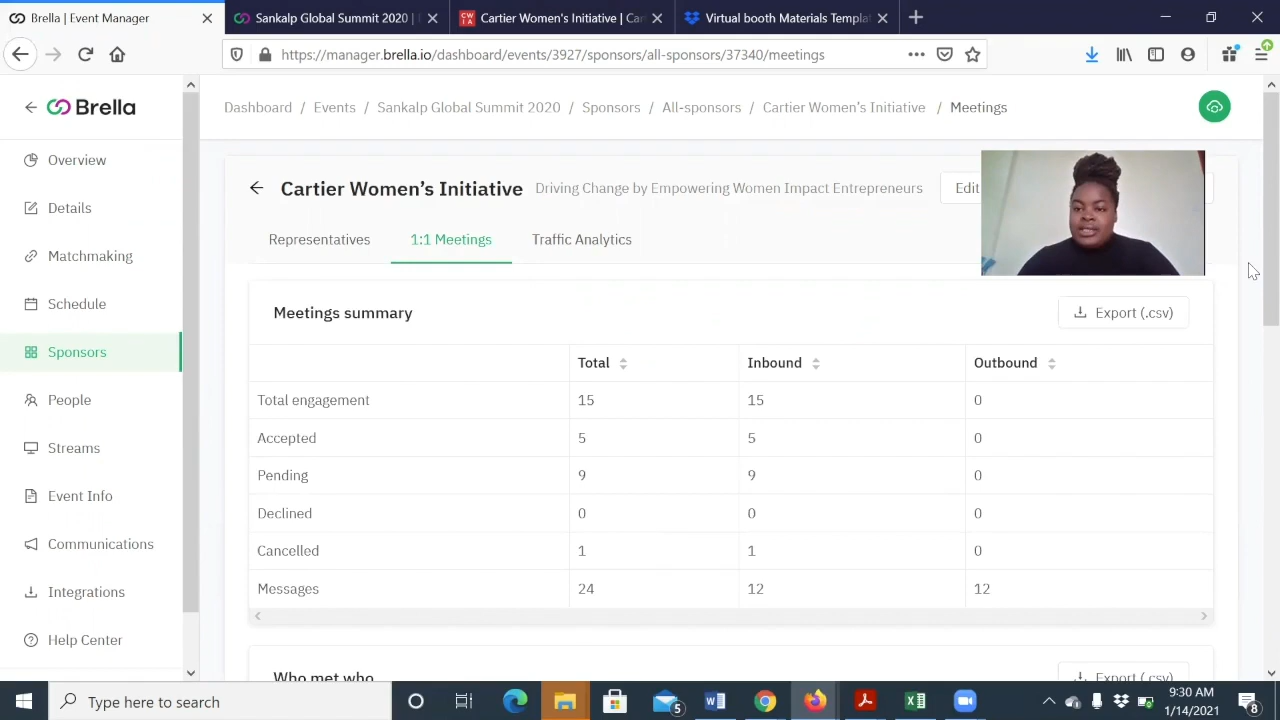 Brella | Event Manager
Sankalp Global Summit 2020 |
Cartier Women's Initiative | Ca
Virtual booth Materials Templat
https://manager.brella.io/dashboard/events/3927/sponsors/all-sponsors/37340/meetings
Brella
Dashboard / Events / Sankalp Global Summit 2020 / Sponsors / All-sponsors / Cartier Women's Initiative / Meetings
Overview
Details
Matchmaking
Schedule
Sponsors
People
Streams
Event Info
Communications
Integrations
Help Center
Cartier Women's Initiative Driving Change by Empowering Women Impact Entrepreneurs Edit
Representatives 1:1 Meetings Traffic Analytics
Meetings summary Export (.csv)
Total Inbound Outbound
Total engagement 15 15 0
Accepted 5 5 0
Pending 9 9 0
Declined 0 0 0
Cancelled 1 1 0
Messages 24 12 12
Who met who Export (.csv)
Type here to search
5
9:30 AM
1/14/2021
8